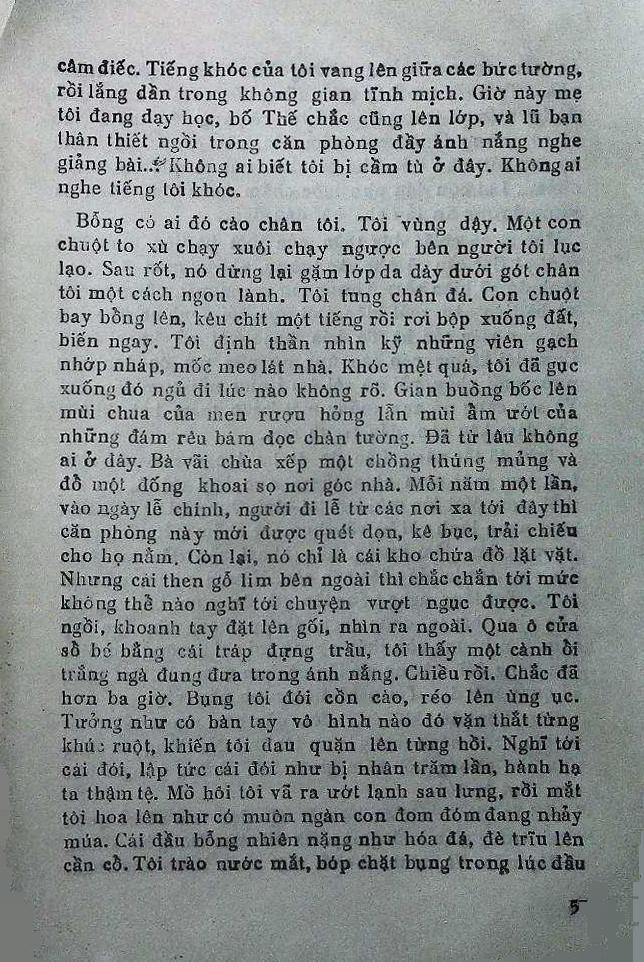 câm điếc. Tiếng khóc của tôi vang lên giữa các bức tường,
rồi lắng dần trong không gian tĩnh mịch. Giờ này mẹ
tôi đang dạy học, bố Thế chắc cũng lên lớp, và lũ bạn
thân thiết ngồi trong căn phòng đầy ánh nắng nghe
giảng bài... Không ai biết tôi bị cầm tù ở đây. Không ai
nghe tiếng tôi khóc.
Bỗng có ai đó cào chân tôi. Tôi vùng dậy. Một con
chuột to xù chạy xuôi chạy ngược bên người tôi lục
lạo. Sau rốt, nó dừng lại gặm lớp da dày dưới gót chân
tôi một cách ngon lành. Tôi tung chân đá. Con chuột
bay bổng lên, kêu chit một tiếng rồi rơi bộp xuống đất,
biến ngay. Tôi định thần nhìn kỹ những viên gạch
nhớp nháp, mốc meo lát nhà. Khóc mệt quá, tôi đã gục
xuống đó ngủ đi lúc nào không rõ. Gian buồng bốc lên
mùi chua của men rượu hỏng lẫn mùi ẩm ướt của
những đám rêu bám dọc chân tường. Đã từ lâu không
ai ở đây. Bà vãi chùa xếp một chồng thúng mủng và
đổ một đống khoai sọ nơi góc nhà. Mỗi năm một lần,
vào ngày lễ chính, người đi lễ từ các nơi xa tới đây thì
căn phòng này mới được quét dọn, kê bục, trải chiếu
cho họ nằm. Còn lại, nó chỉ là cái kho chứa đồ lặt vặt.
Nhưng cái then gỗ lim bên ngoài thì chắc chắn tới mức
không thể nào nghĩ tới chuyện vượt ngục được. Tôi
ngồi, khoanh tay đặt lên gối, nhìn ra ngoài. Qua ô cửa
sổ bé bằng cái tráp đựng trầu, tôi thấy một cành ổi
trắng ngà đung đưa trong ánh nắng. Chiều rồi. Chắc đã
hơn ba giờ. Bụng tôi đói cồn cào, réo lên ùng ục.
Tưởng như có bàn tay vô hình nào đó vặn thắt từng
khúc ruột, khiến tôi đau quặn lên từng hồi. Nghĩ tới
cái đói, lập tức cái đói như bị nhân trăm lần, hành hạ
ta thậm tệ. Mồ hôi tôi vã ra ướt lạnh sau lưng, rồi mắt
tôi hoa lên như có muôn ngàn con đom đóm đang nhảy
múa. Cái đầu bỗng nhiên nặng như hóa đá, đè trĩu lên
cần cổ. Tôi trào nước mắt, bóp chặt bụng trong lúc đầu
5